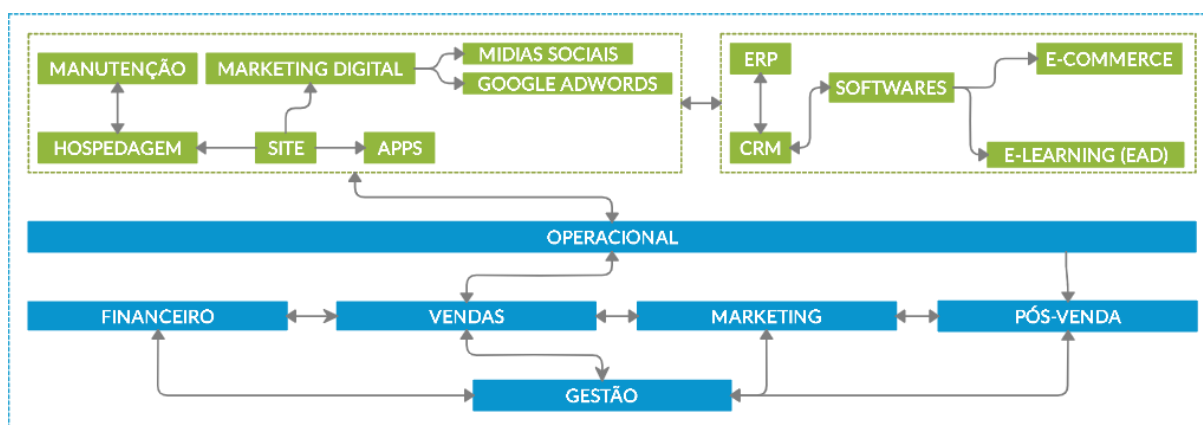 MANUTENÇÃO
MARKETING DIGITAL
MIDIAS SOCIAIS
GOOGLE ADWORDS
HOSPEDAGEM
SITE
APPS
ERP
SOFTWARES
E-COMMERCE
CRM
E-LEARNING (EAD)
OPERACIONAL
FINANCEIRO
VENDAS
MARKETING
PÓS-VENDA
GESTÃO